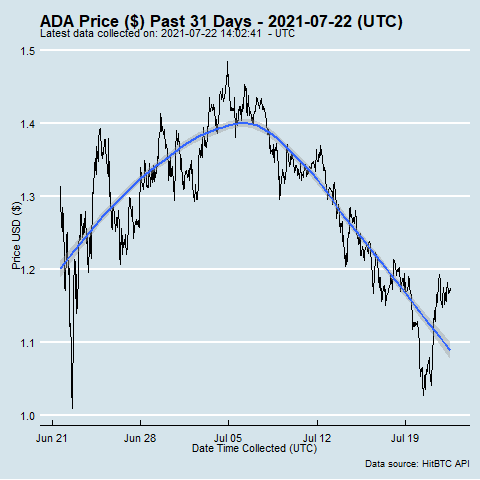 ADA Price ($) Past 31 Days - 2021-07-22 (UTC)
Latest data collected on: 2021-07-22 14:02:41  - UTC
1.5
1.4
1.3
1.2
1.1
1.0
Price USD ($)
Jun 21
Jun 28
Jul 05
Jul 12
Jul 19
Date Time Collected (UTC)
Data source: HitBTC API